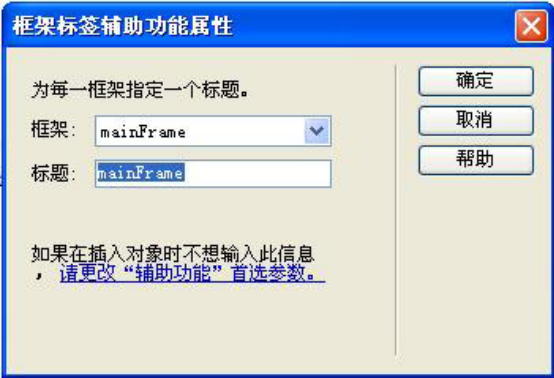 框架标签辅助功能属性
为每一框架指定一个标题。
框架: mainFrame
标题: mainFrame
确定
取消
帮助
如果在插入对象时不想输入此信息
，请更改“辅助功能”首选参数。